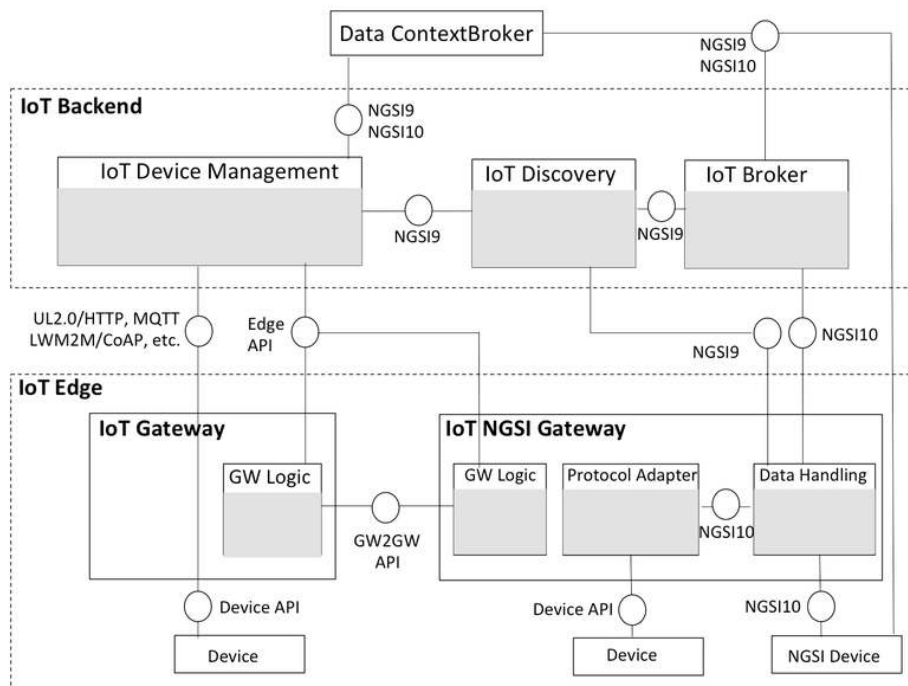 Data ContextBroker
NGSI9
NGSI10
IoT Backend
NGSI9
NGSI10
IoT Device Management
IoT Discovery
IoT Broker
NGSI9
NGSI9
UL2.0/HTTP, MQTT
LWM2M/CoAP, etc.
Edge
API
NGSI9
NGSI10
IoT Edge
IoT Gateway
IoT NGSI Gateway
GW Logic
GW Logic
Protocol Adapter
Data Handling
GW2GW
API
NGSI10
Device API
Device API
NGSI10
Device
Device
NGSI Device